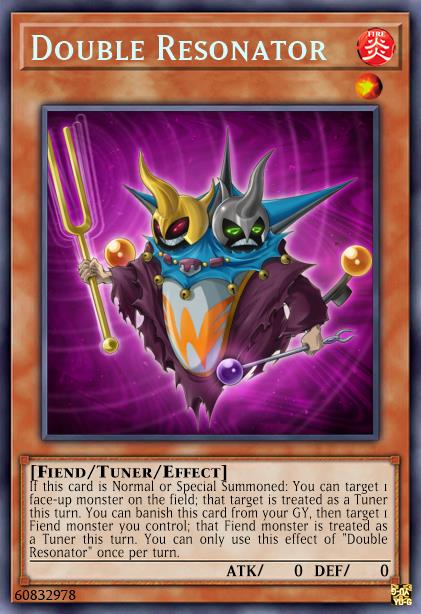 DOUBLE RESONATOR
FIRE
炎
[FIEND/TUNER/EFFECT]
If this card is Normal or Special Summoned: You can target 1
face-up monster on the field; that target is treated as a Tuner
this turn. You can banish this card from your GY, then target 1
Fiend monster you control; that Fiend monster is treated as
a Tuner this turn. You can only use this effect of "Double
Resonator" once per turn.
ATK/ 0 DEF/ 0
60832978